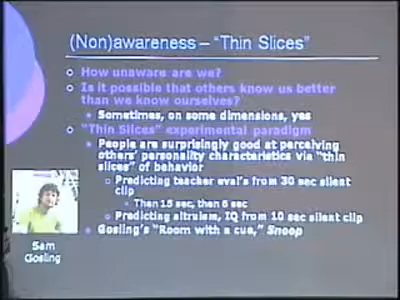 (Non)awareness – "Thin Slices"
How unaware are we?
Is it possible that others know us better
than we know ourselves?
Sometimes, on some dimensions, yes
"Thin Slices" experimental paradigm
People are surprisingly good at perceiving
others' personality characteristics via "thin
slices" of behavior
Predicting teacher eval's from 30 sec silent
clip
Then 15 sec, then 6 sec
Predicting altruism, IQ from 10 sec silent clip
Gosling's "Room with a cue," Snoop
Sam
Gosling